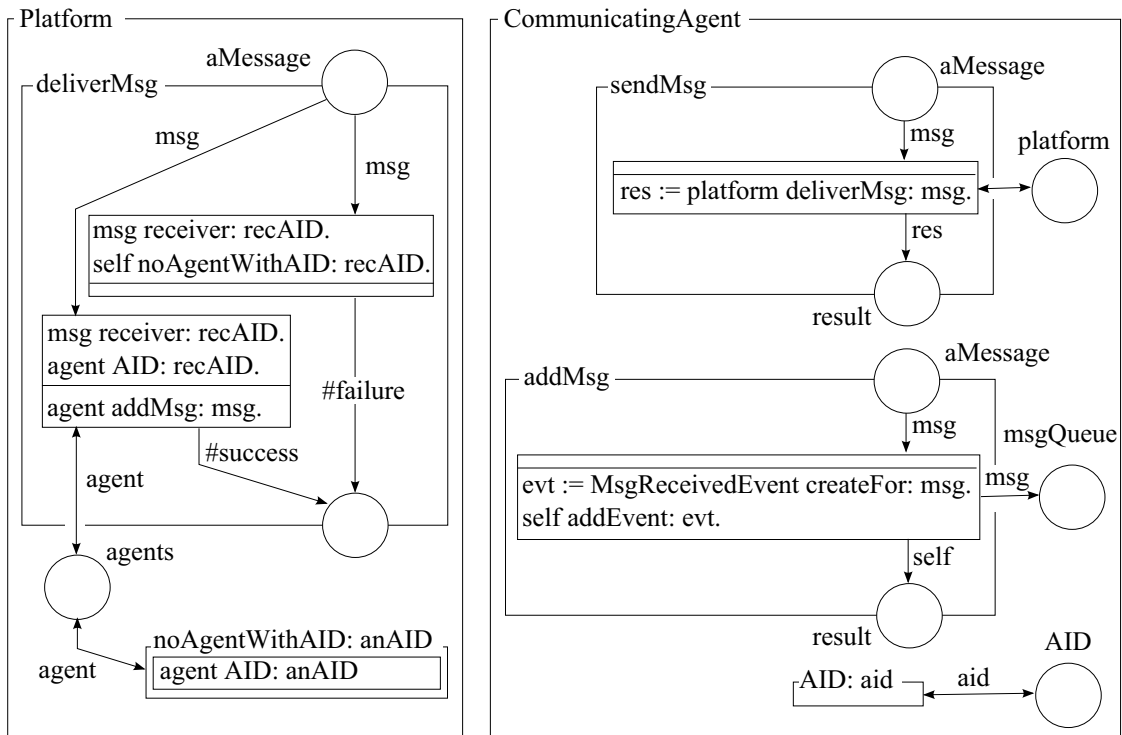 Platform
aMessage
deliverMsg
msg
msg
msg receiver: recAID.
self noAgentWithAID: recAID.
msg receiver: recAID.
agent AID: recAID.
agent addMsg: msg.
#failure
#success
agent
agents
noAgentWithAID: anAID
agent AID: anAID
agent
CommunicatingAgent
aMessage
sendMsg
msg
platform
res := platform deliverMsg: msg.
res
result
aMessage
addMsg
msg
msgQueue
evt := MsgReceivedEvent createFor: msg.
self addEvent: evt.
msg
self
result
AID
AID: aid
aid